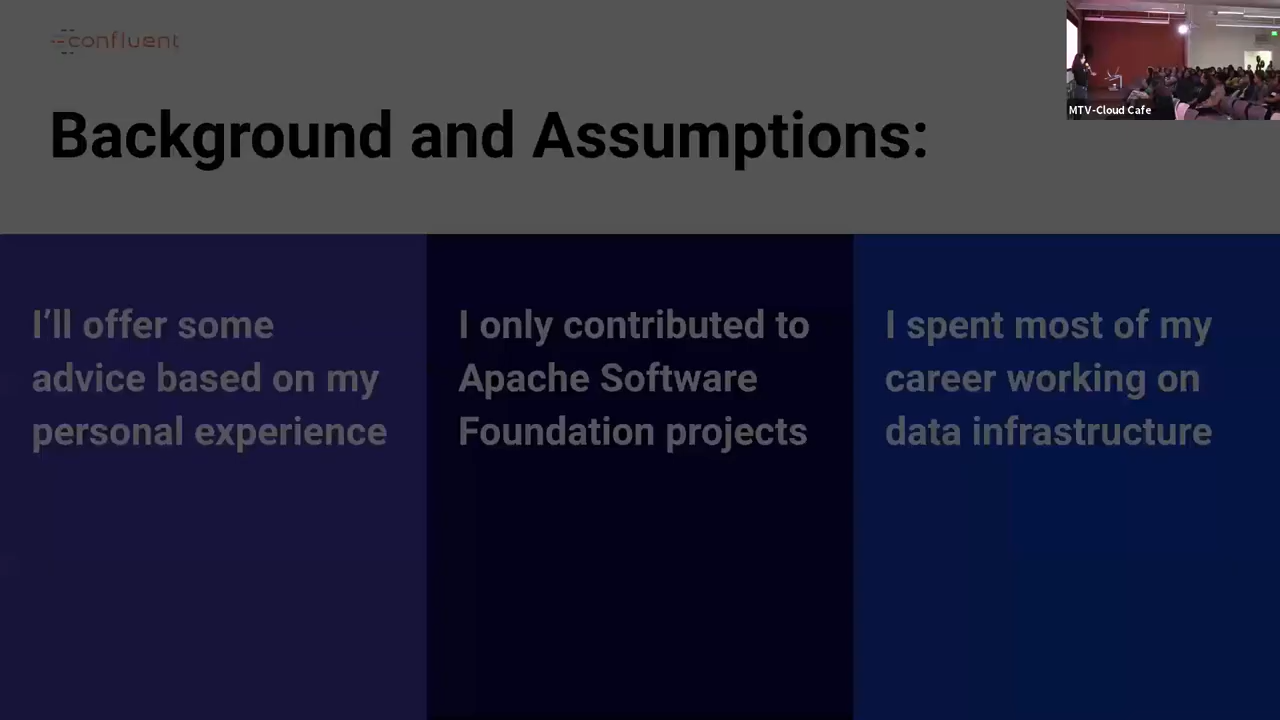 confluent
MTV-Cloud Cafe
Background and Assumptions:
I’ll offer some
advice based on my
personal experience
I only contributed to
Apache Software
Foundation projects
I spent most of my
career working on
data infrastructure